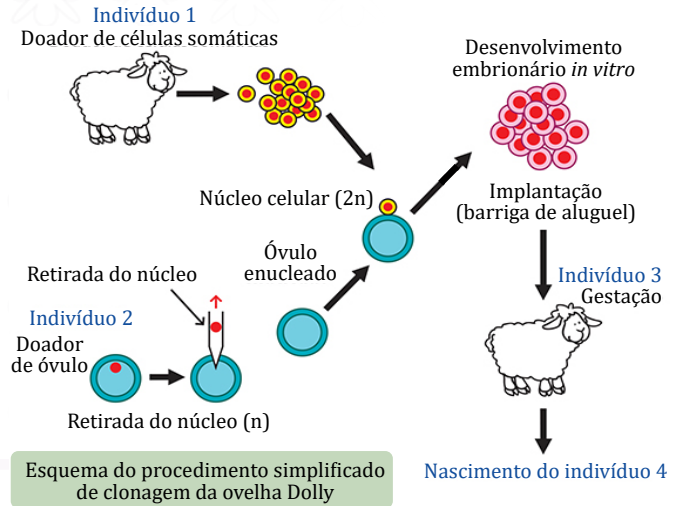 Indivíduo 1
Doador de células somáticas
Desenvolvimento
embrionário in vitro
Núcleo celular (2n)
Implantação
(barriga de aluguel)
Óvulo
enucleado
Retirada do núcleo
Indivíduo 3
Gestação
Indivíduo 2
Doador
de óvulo
Retirada do núcleo (n)
Esquema do procedimento simplificado
de clonagem da ovelha Dolly
Nascimento do indivíduo 4